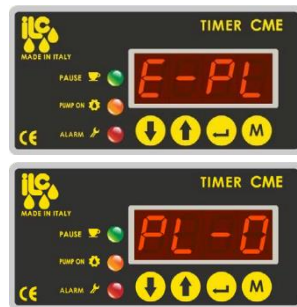 iLC
TIMER CME
MADE IN ITALY
PAUSE
E-PL
PUMP ON
ALARM
M
CE
iLC
TIMER CME
MADE IN ITALY
PAUSE
PL-0
PUMP ON
ALARM
M
CE